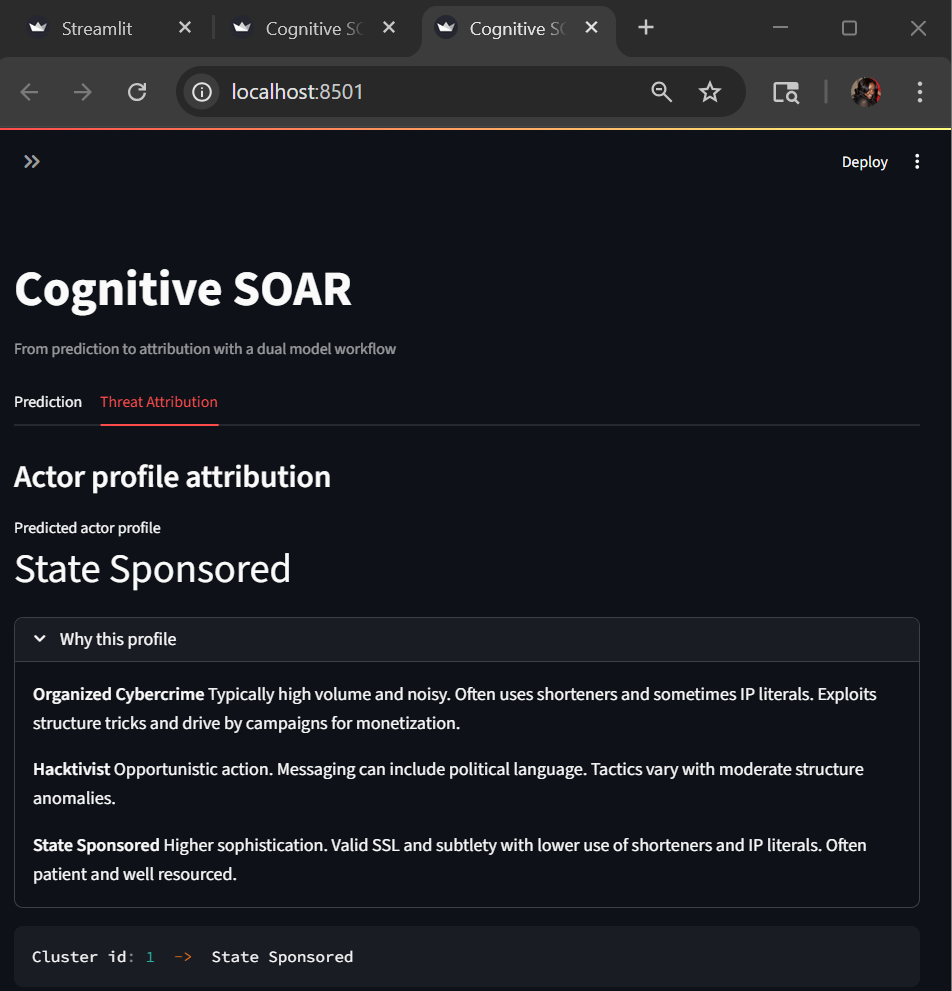 Streamlit
Cognitive SO
Cognitive SO
localhost:8501
Deploy
Cognitive SOAR
From prediction to attribution with a dual model workflow
Prediction
Threat Attribution
Actor profile attribution
Predicted actor profile
State Sponsored
Why this profile
Organized Cybercrime Typically high volume and noisy. Often uses shorteners and sometimes IP literals. Exploits
structure tricks and drive by campaigns for monetization.
Hacktivist Opportunistic action. Messaging can include political language. Tactics vary with moderate structure
anomalies.
State Sponsored Higher sophistication. Valid SSL and subtlety with lower use of shorteners and IP literals. Often
patient and well resourced.
Cluster id: 1 -> State Sponsored